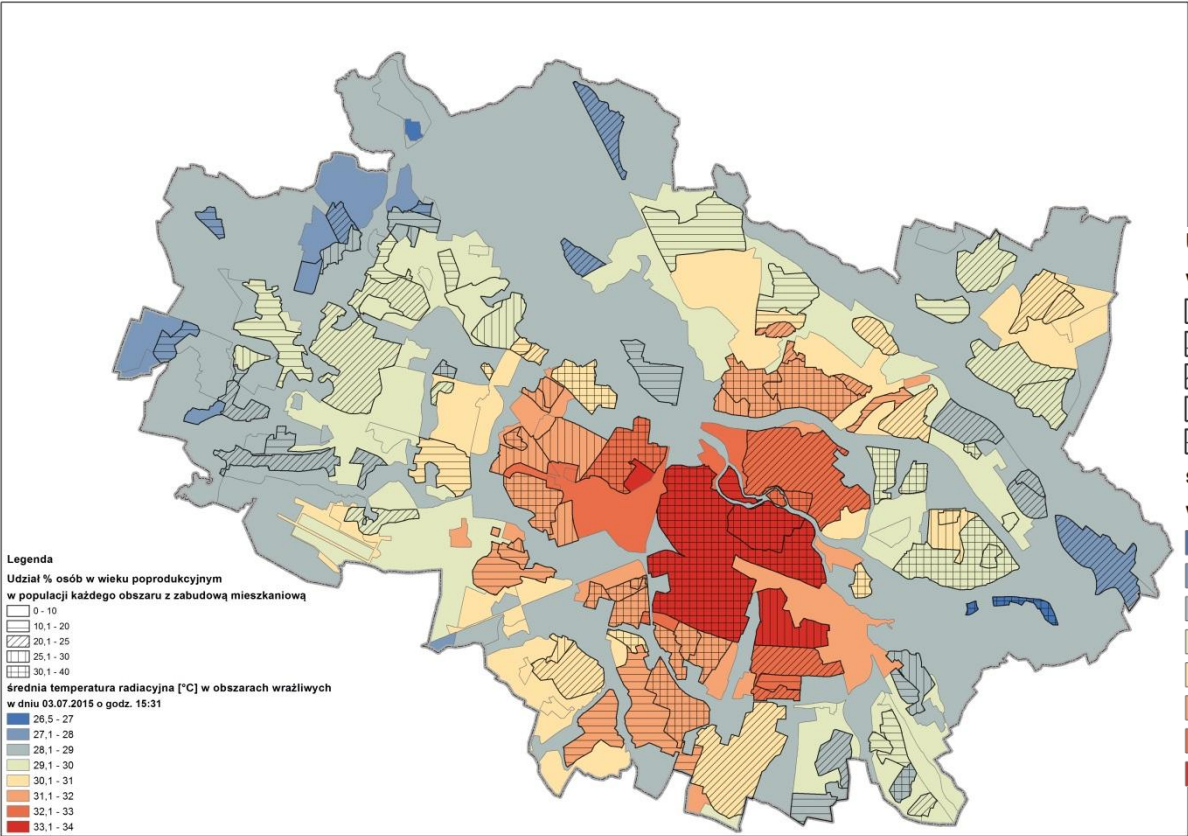 Legenda
Udział % osób w wieku poprodukcyjnym
w populacji każdego obszaru z zabudową mieszkaniową
0 - 10
10,1 - 20
20,1 - 25
25,1 - 30
30,1 - 40
średnia temperatura radiacyjna [°C] w obszarach wrażliwych
w dniu 03.07.2015 o godz. 15:31
26,5 - 27
27,1 - 28
28,1 - 29
29,1 - 30
30,1 - 31
31,1 - 32
32,1 - 33
33,1 - 34